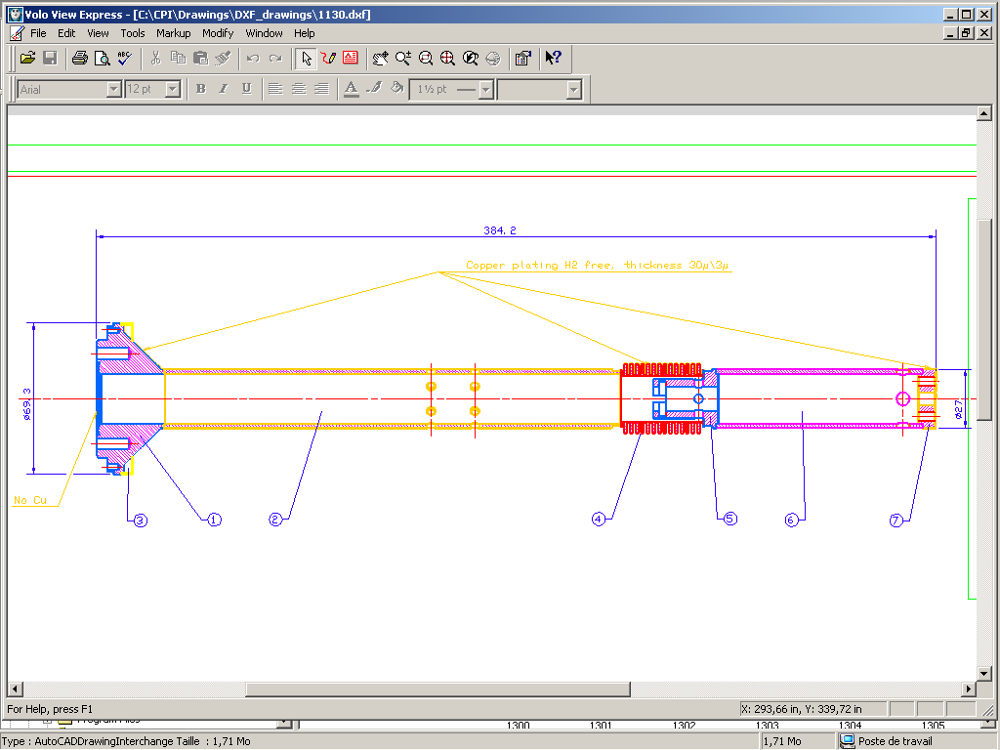 Volo View Express - [C:\CPI\Drawings\DXF_drawings\1130.dxf]
File Edit View Tools Markup Modify Window Help
ABC
Arial 12 pt B I U A 1½ pt
384.2
Copper plating H2 free, thickness 30µ\3µ
ø69.3
ø27
No Cu
3 1 2 4 5 6 7
For Help, press F1 X: 293,66 in, Y: 339,72 in
Program Files 1300 1301 1302 1303 1304 1305
Type : AutoCADDrawingInterchange Taille : 1,71 Mo 1,71 Mo Poste de travail